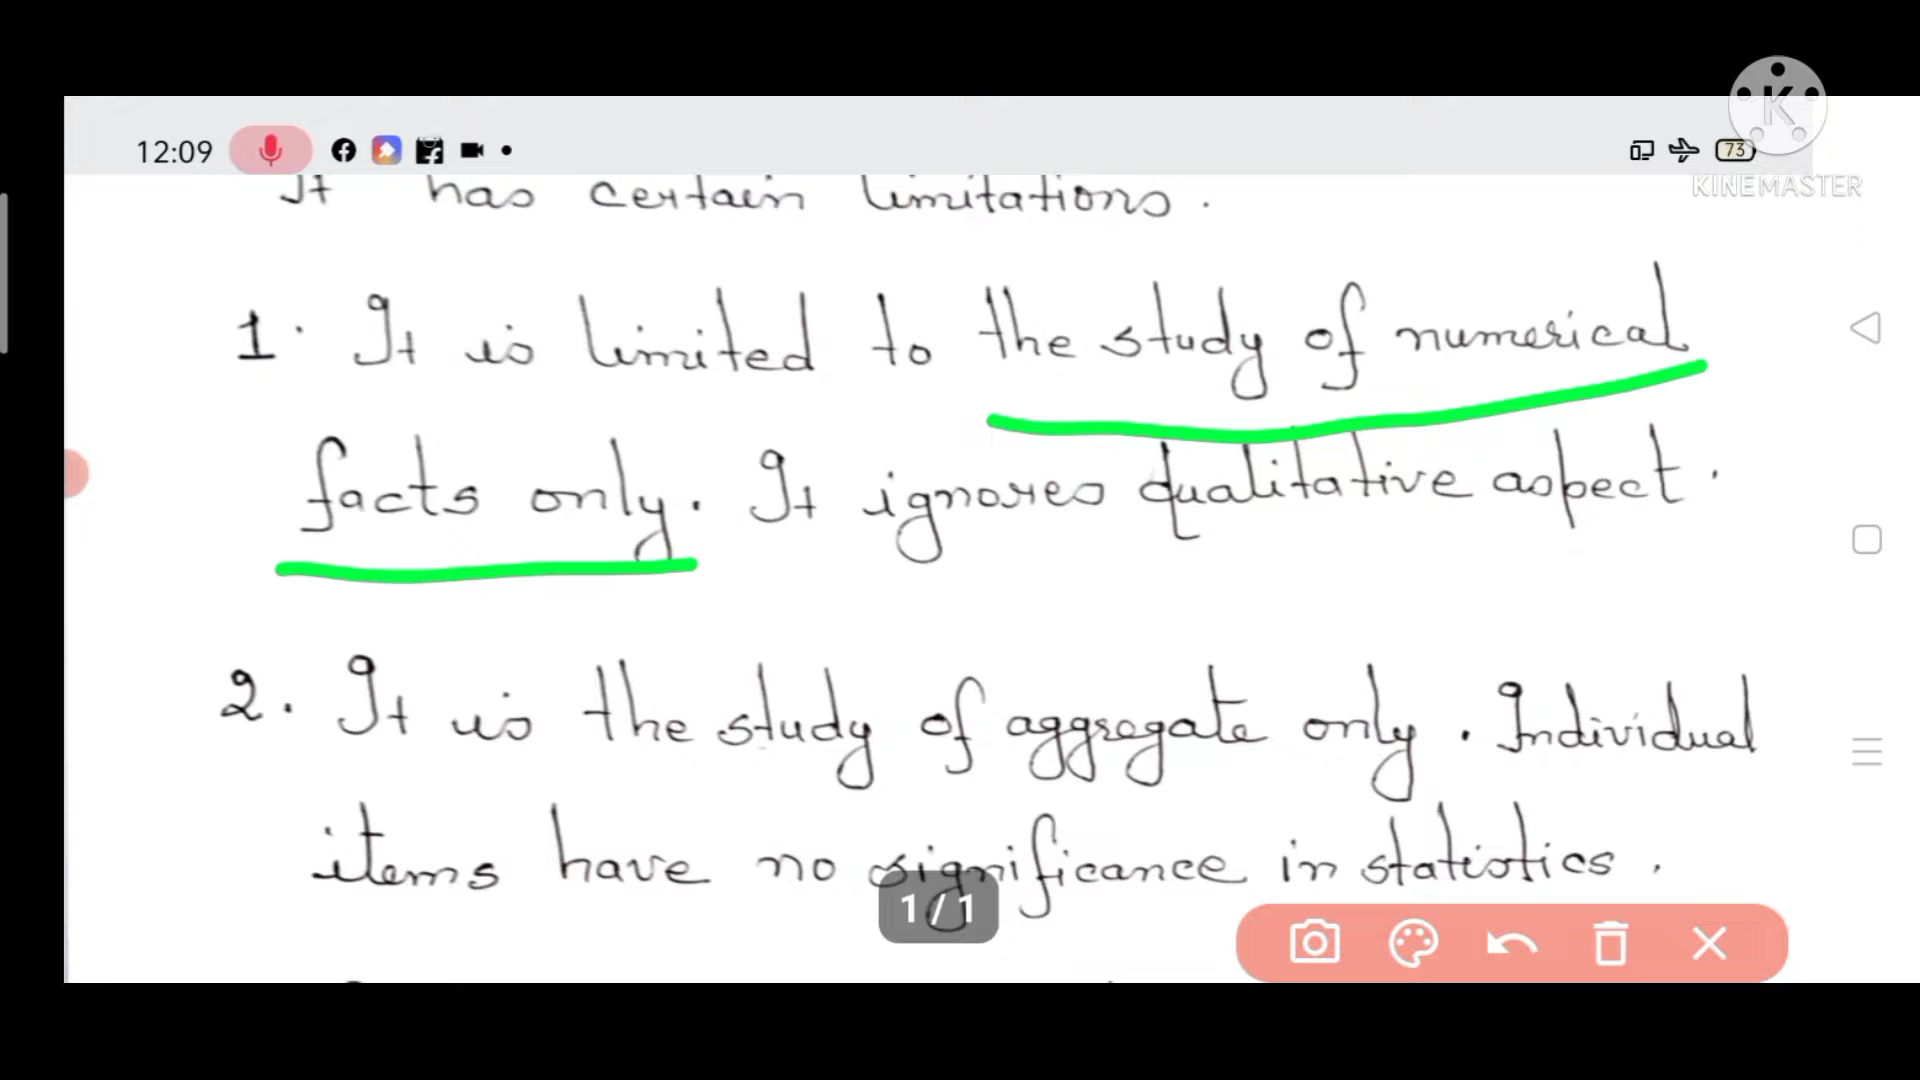 12:09
73
KINEMASTER
It has certain limitations.
1. It is limited to the study of numerical
facts only. It ignores qualitative aspect.
2. It is the study of aggregate only. Individual
items have no significance in statistics.
1 / 1